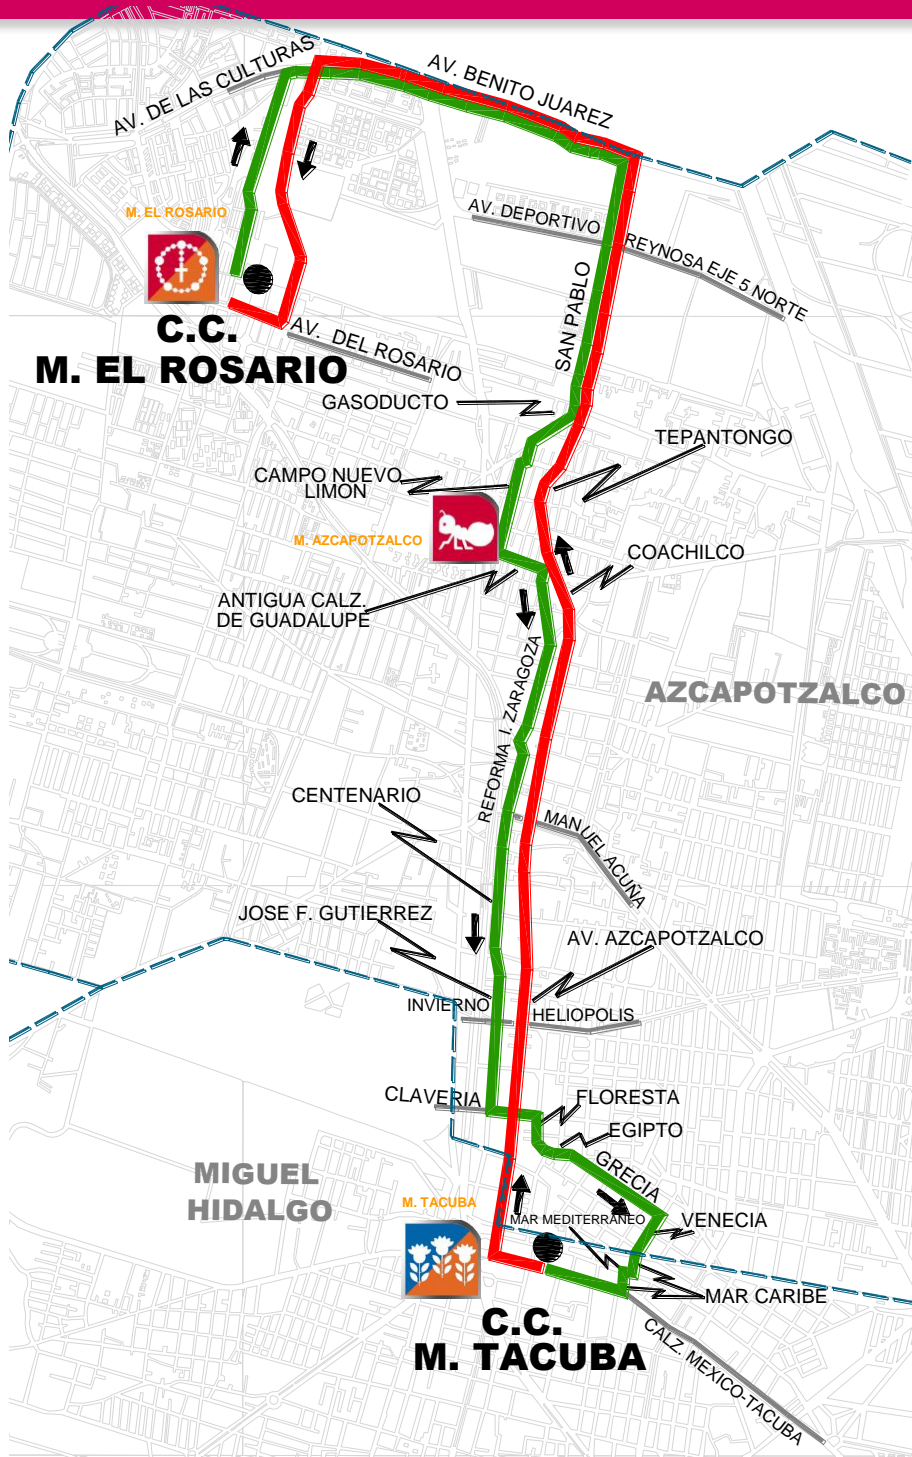 AV. DE LAS CULTURAS
AV. BENITO JUAREZ
M. EL ROSARIO
AV. DEPORTIVO
REYNOSA EJE 5 NORTE
SAN PABLO
C.C.
M. EL ROSARIO
AV. DEL ROSARIO
GASODUCTO
TEPANTONGO
CAMPO NUEVO
LIMON
M. AZCAPOTZALCO
COACHILCO
ANTIGUA CALZ.
DE GUADALUPE
REFORMA I. ZARAGOZA
AZCAPOTZALCO
CENTENARIO
MANUEL ACUÑA
JOSE F. GUTIERREZ
AV. AZCAPOTZALCO
INVIERNO
HELIOPOLIS
CLAVERIA
FLORESTA
EGIPTO
GRECIA
MIGUEL
HIDALGO
M. TACUBA
MAR MEDITERRANEO
VENECIA
MAR CARIBE
C.C.
M. TACUBA
CALZ. MEXICO-TACUBA